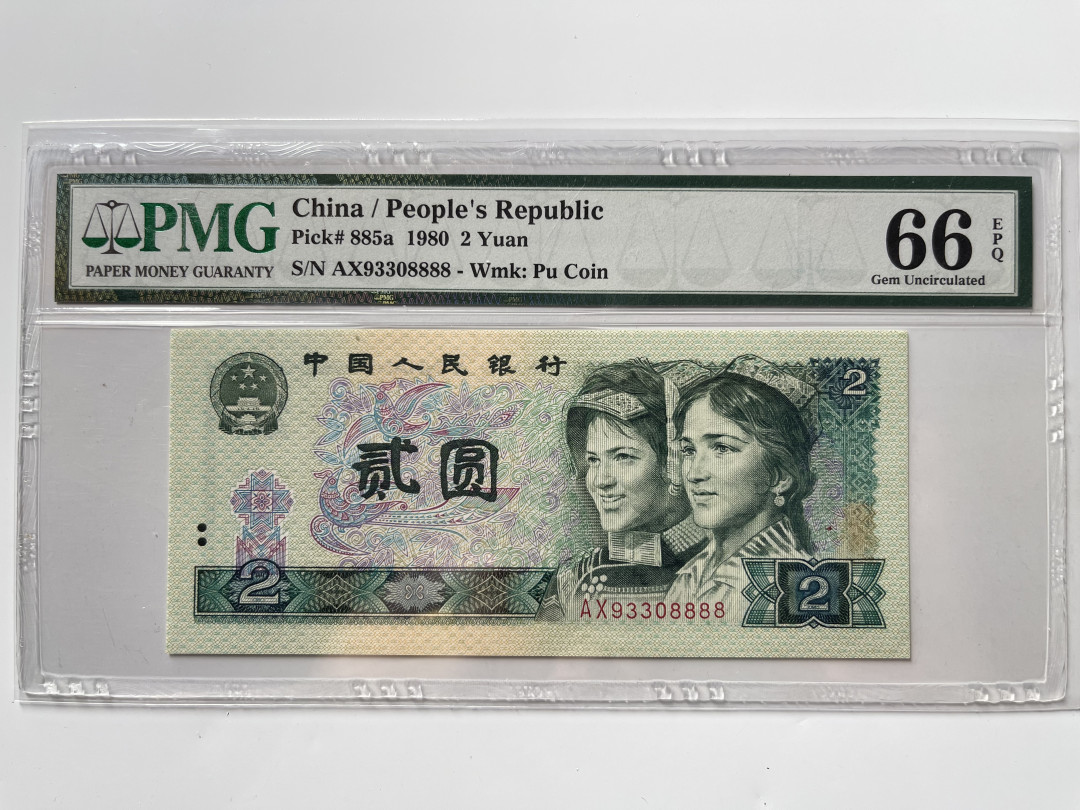 PMG
PAPER MONEY GUARANTY
China / People's Republic
Pick# 885a 1980 2 Yuan
S/N AX93308888 - Wmk: Pu Coin
66
EPQ
Gem Uncirculated
PMG
中国人民银行
2
贰圆
2
2
AX93308888